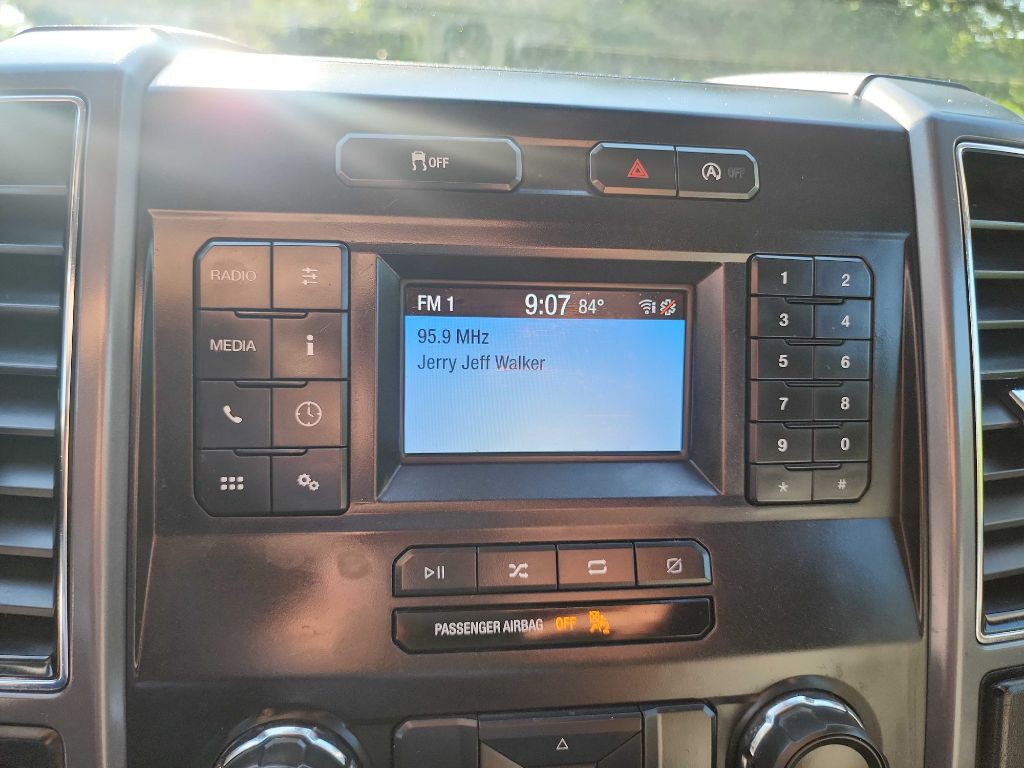 OFF
A OFF
RADIO
MEDIA
i
FM 1 9:07 84°
95.9 MHz
Jerry Jeff Walker
1 2
3 4
5 6
7 8
9 0
* #
PASSENGER AIRBAG OFF 2